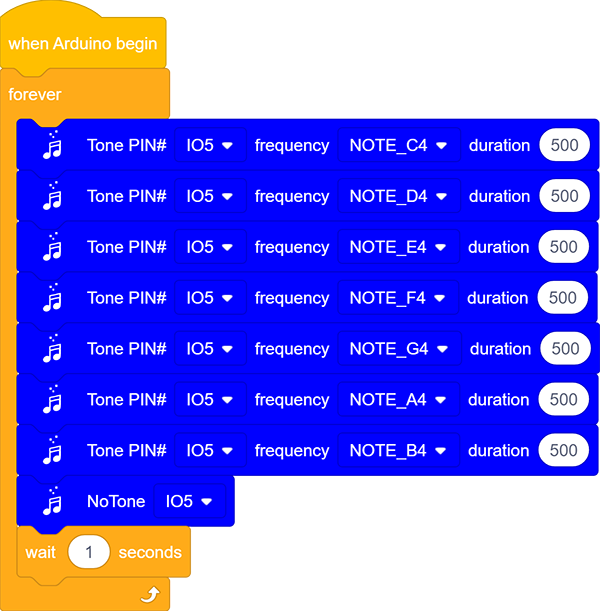 when Arduino begin
forever
Tone PIN# IO5 frequency NOTE_C4 duration 500
Tone PIN# IO5 frequency NOTE_D4 duration 500
Tone PIN# IO5 frequency NOTE_E4 duration 500
Tone PIN# IO5 frequency NOTE_F4 duration 500
Tone PIN# IO5 frequency NOTE_G4 duration 500
Tone PIN# IO5 frequency NOTE_A4 duration 500
Tone PIN# IO5 frequency NOTE_B4 duration 500
NoTone IO5
wait 1 seconds